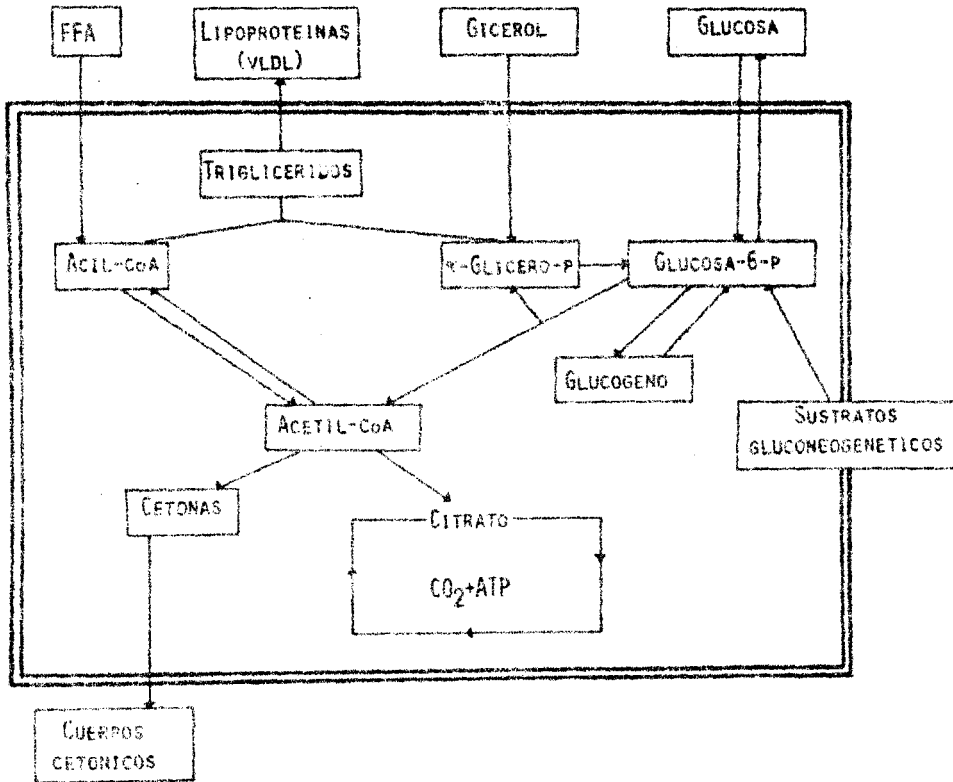 FFA
LIPOPROTEINAS
(VLDL)
GICEROL
GLUCOSA
TRIGLICERIDOS
ACIL-COA
α-GLICERO-P
GLUCOSA-6-P
GLUCOGENO
ACETIL-COA
SUSTRATOS
GLUCONEOGENETICOS
CETONAS
CITRATO
CO2+ATP
CUERPOS
CETONICOS